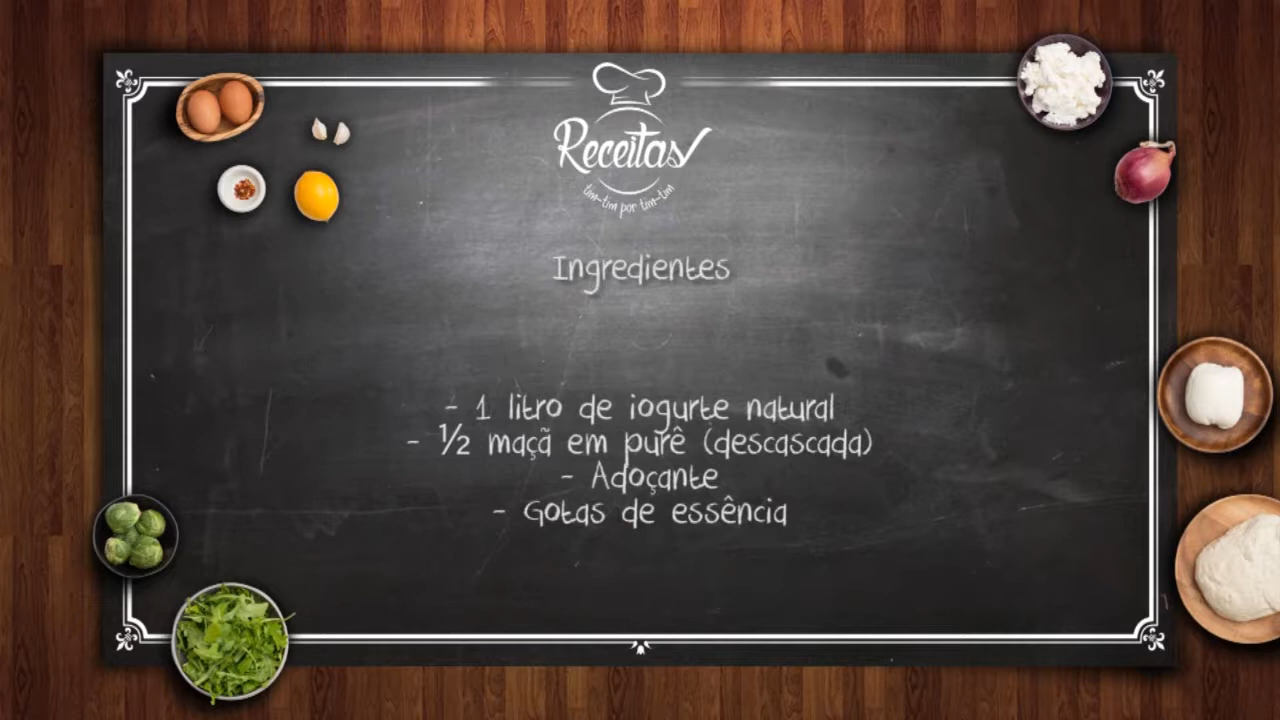 Receitas
tim-tim por tim-tim
Ingredientes
- 1 litro de iogurte natural
- ½ maçã em purê (descascada)
- Adoçante
- Gotas de essência